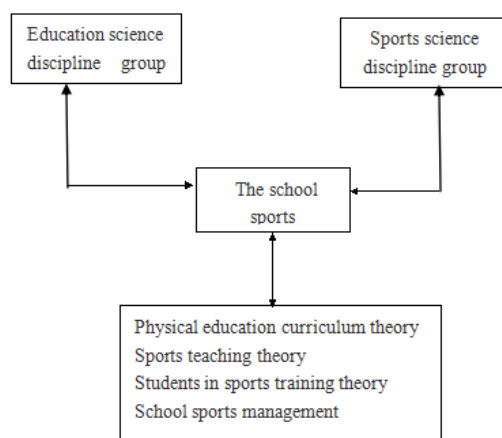 Education science
discipline group
Sports science
discipline group
The school
sports
Physical education curriculum theory
Sports teaching theory
Students in sports training theory
School sports management